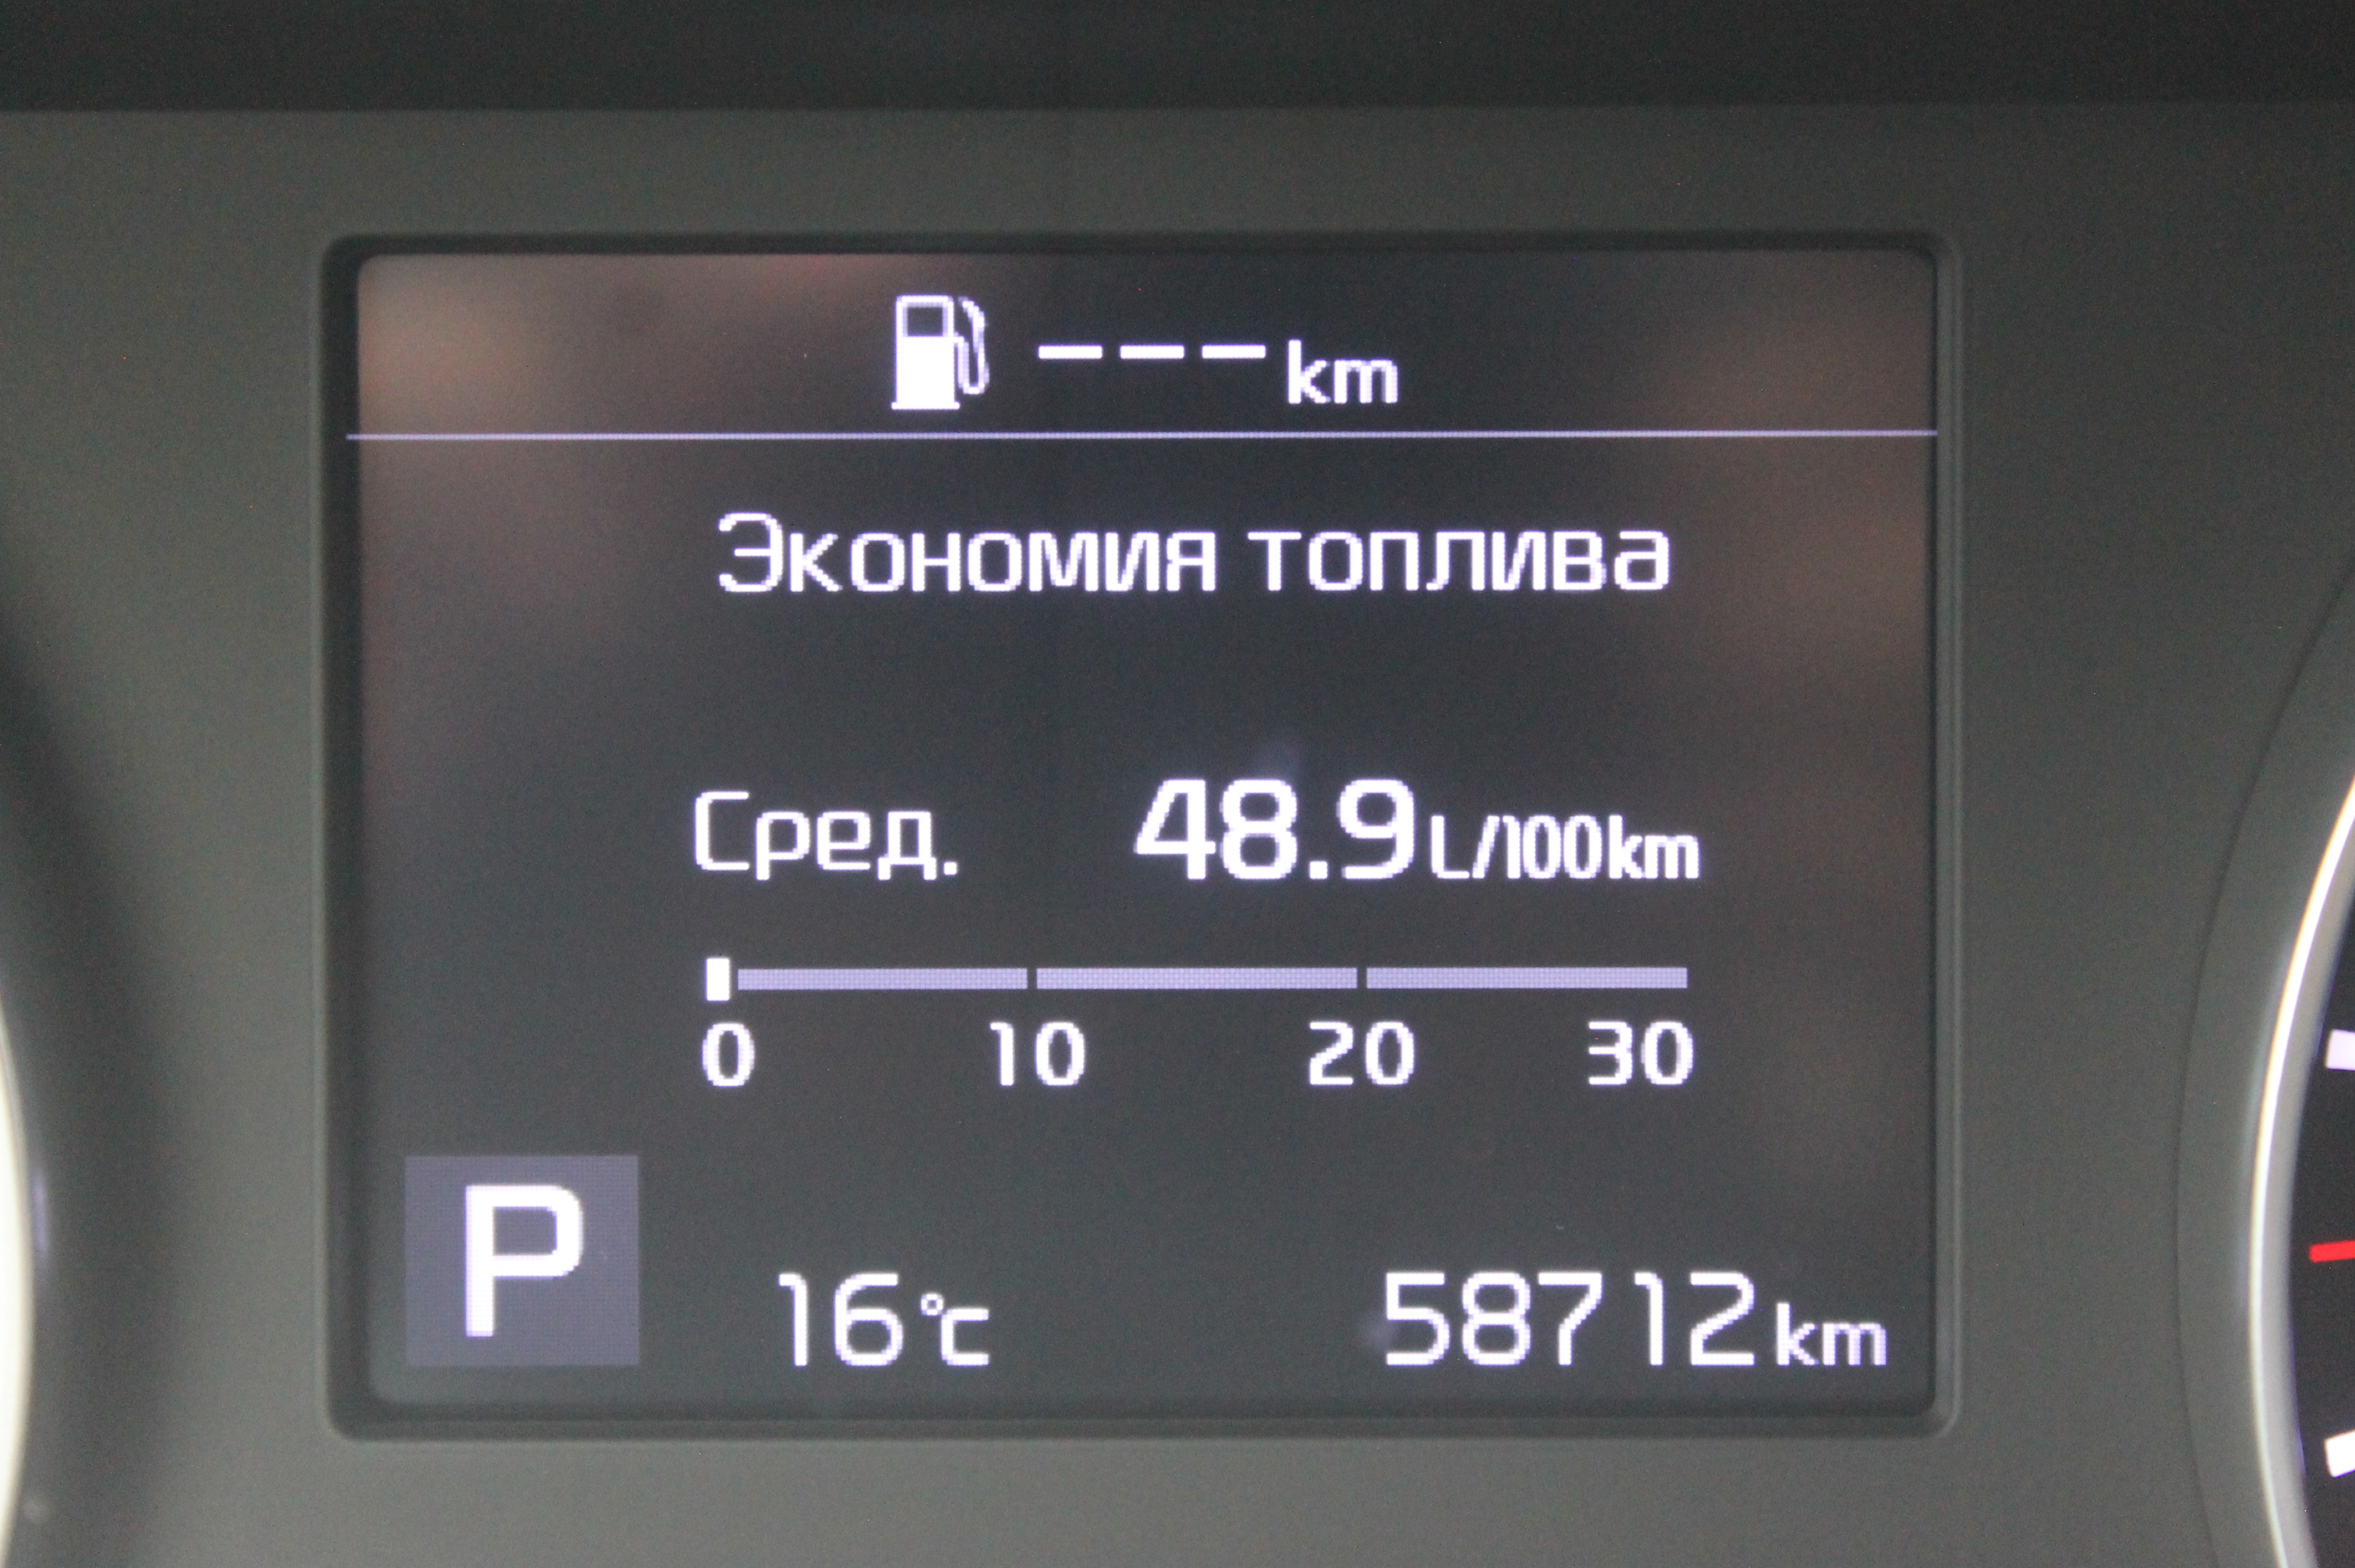 ---km
Экономия топлива
Сред. 48.9 L/100km
0 10 20 30
P 16°C 58712 km